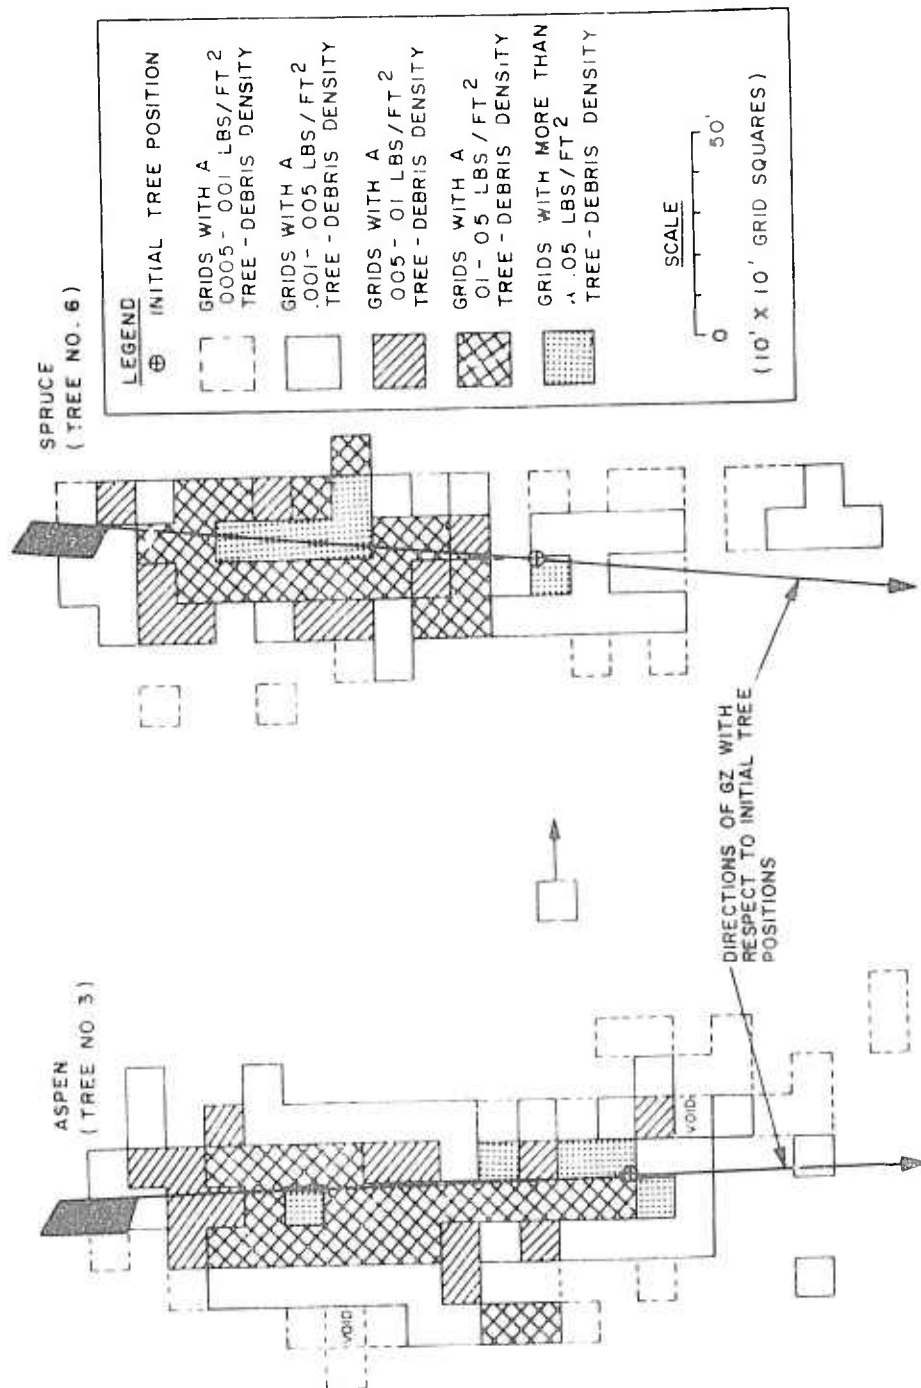 SPRUCE
(TREE NO. 6)
LEGEND
⊕ INITIAL TREE POSITION
GRIDS WITH A
.0005-.001 LBS/FT²
TREE-DEBRIS DENSITY
GRIDS WITH A
.001-.005 LBS/FT²
TREE-DEBRIS DENSITY
GRIDS WITH A
.005-.01 LBS/FT²
TREE-DEBRIS DENSITY
GRIDS WITH A
.01-.05 LBS/FT²
TREE-DEBRIS DENSITY
GRIDS WITH MORE THAN
A .05 LBS/FT²
TREE-DEBRIS DENSITY
SCALE
0 50'
(10' X 10' GRID SQUARES)
ASPEN
(TREE NO 3)
DIRECTIONS OF GZ WITH
RESPECT TO INITIAL TREE
POSITIONS
VOID
VOID